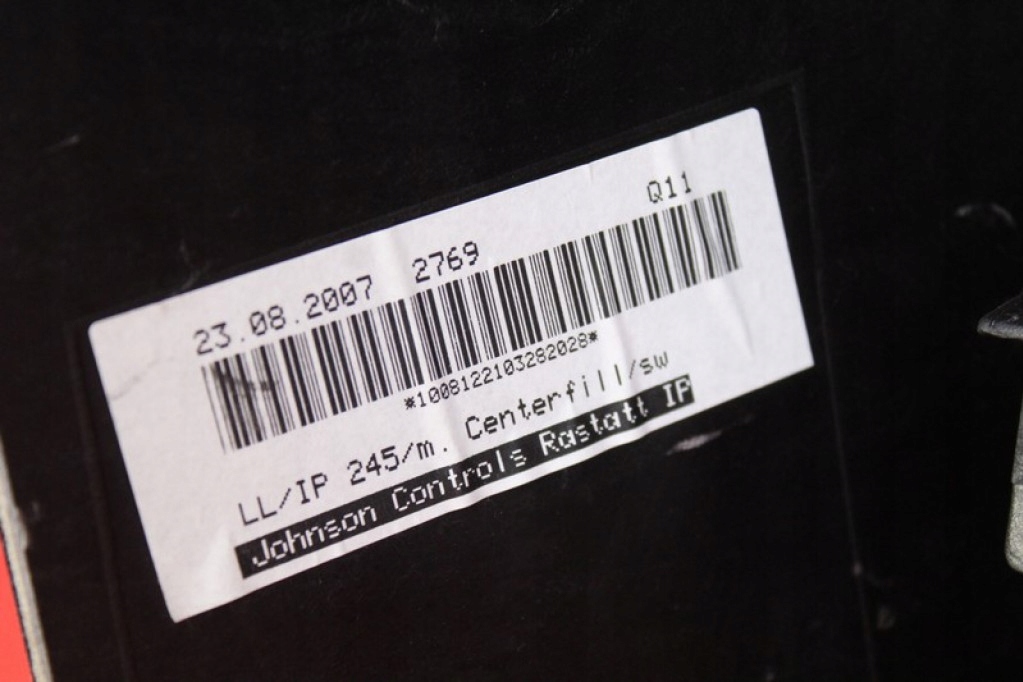 Q11
23.08.2007 2769
*1008122103282028*
LL/IP 245/m. Centerfill/sw
Johnson Controls Rastatt IP